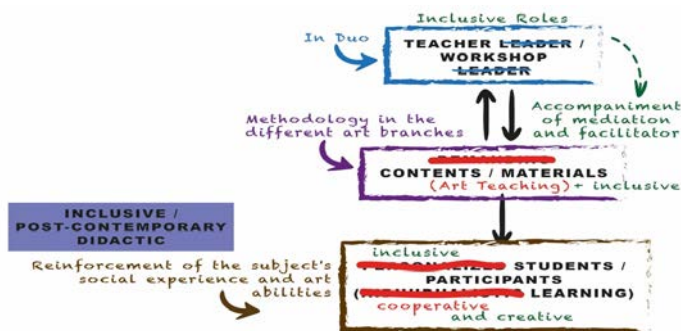 Inclusive Roles
In Duo
TEACHER LEADER /
WORKSHOP
LEADER
Accompaniment
of mediation
and facilitator
Methodology in the
different art branches
CONTENTS / MATERIALS
(Art Teaching) + inclusive
INCLUSIVE /
POST-CONTEMPORARY
DIDACTIC
Reinforcement of the subject's
social experience and art
abilities
inclusive
PERSONALIZED STUDENTS /
PARTICIPANTS
(INDIVIDUALISTIC LEARNING)
cooperative
and creative